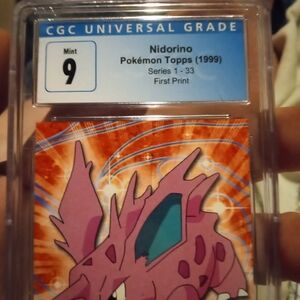 CGC UNIVERSAL GRADE
Mint
9
Nidorino
Pokémon Topps (1999)
Series 1 - 33
First Print